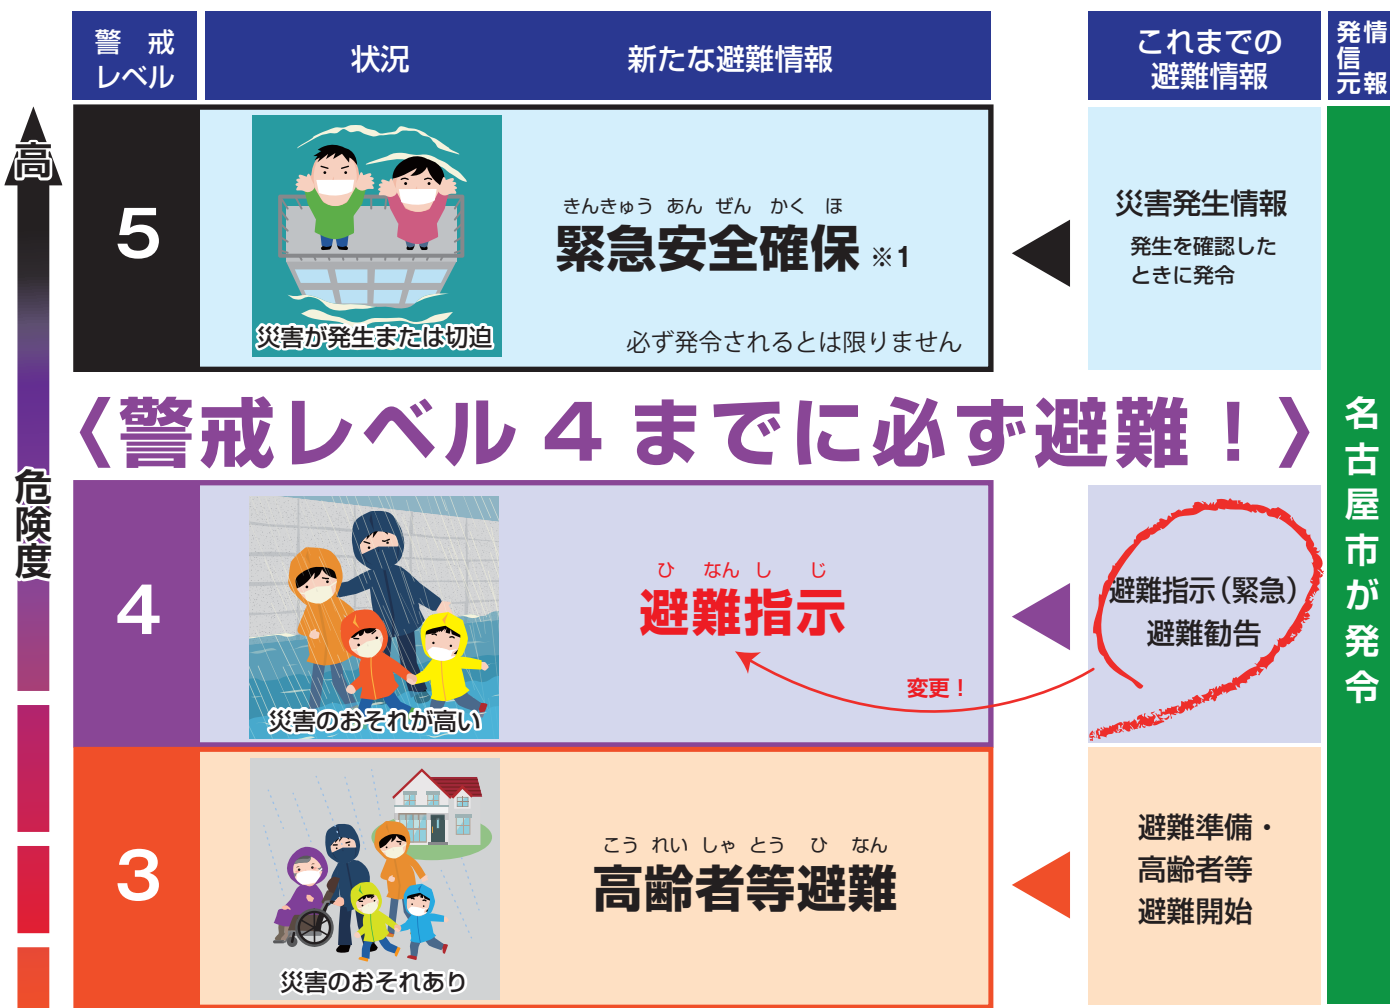 警 戒
レベル
状況
新たな避難情報
これまでの
避難情報
発信元
情報
高
危険度
5
災害が発生または切迫
きんきゅう あん ぜん かく ほ
緊急安全確保 ※1
必ず発令されるとは限りません
災害発生情報
発生を確認した
ときに発令
〈警戒レベル 4 までに必ず避難！〉
名古屋市が発令
4
災害のおそれが高い
ひ なん し じ
避難指示
変更！
避難指示（緊急）
避難勧告
3
災害のおそれあり
こう れい しゃ とう ひ なん
高齢者等避難
避難準備・
高齢者等
避難開始